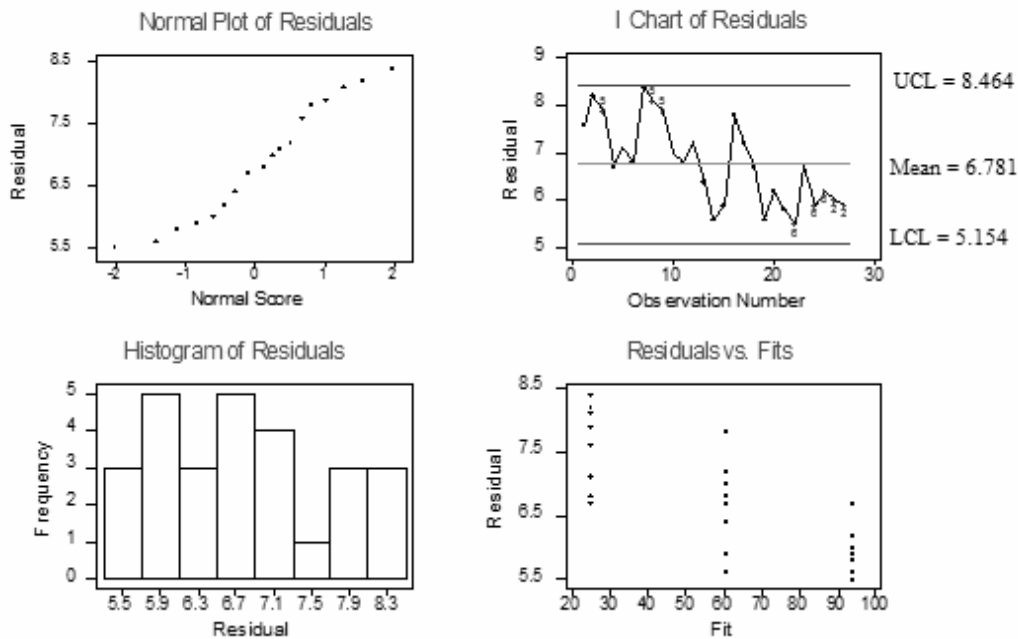 Normal Plot of Residuals
8.5
7.5
6.5
5.5
Residual
-2
-1
0
1
2
Normal Score
I Chart of Residuals
9
8
7
6
5
Residual
UCL = 8.464
Mean = 6.781
LCL = 5.154
0
10
20
30
Observation Number
Histogram of Residuals
5
4
3
2
1
0
Frequency
5.5 5.9 6.3 6.7 7.1 7.5 7.9 8.3
Residual
Residuals vs. Fits
8.5
7.5
6.5
5.5
Residual
20 30 40 50 60 70 80 90 100
Fit